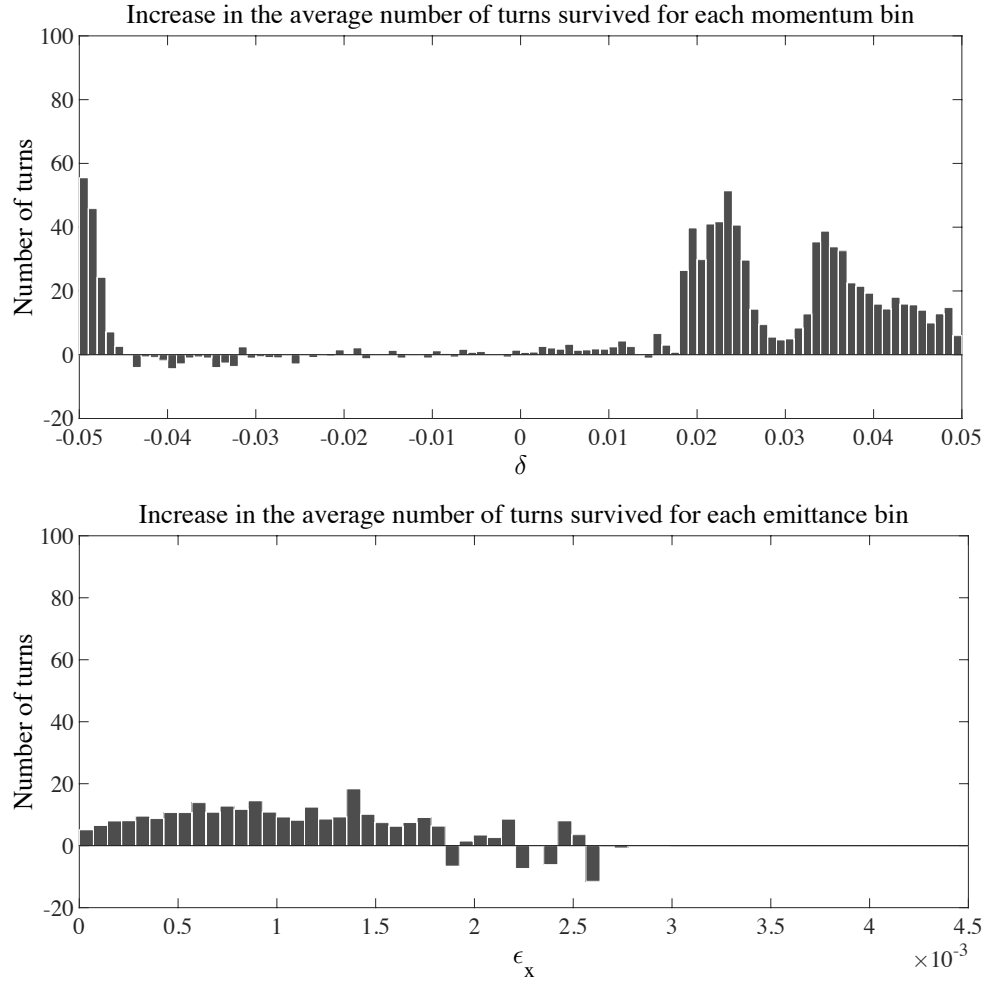 Increase in the average number of turns survived for each momentum bin
100
80
60
40
20
0
-20
Number of turns
-0.05 -0.04 -0.03 -0.02 -0.01 0 0.01 0.02 0.03 0.04 0.05
δ
Increase in the average number of turns survived for each emittance bin
100
80
60
40
20
0
-20
Number of turns
0 0.5 1 1.5 2 2.5 3 3.5 4 4.5
ϵx
×10-3